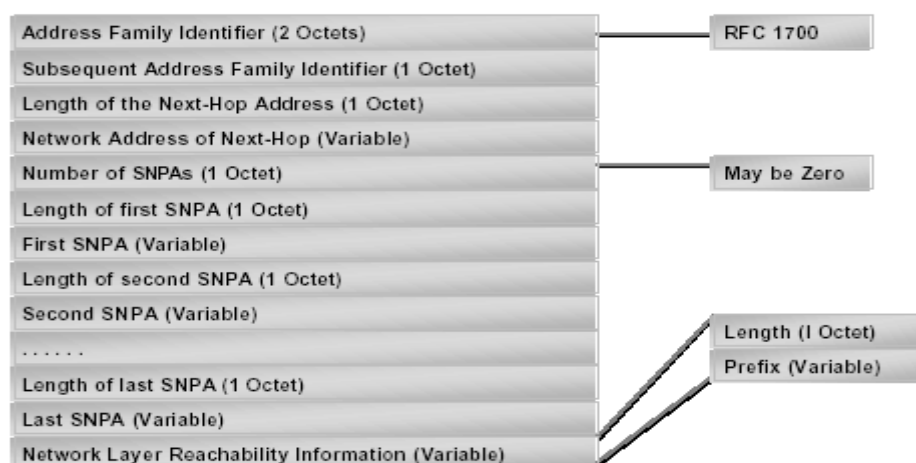 Address Family Identifier (2 Octets)
RFC 1700
Subsequent Address Family Identifier (1 Octet)
Length of the Next-Hop Address (1 Octet)
Network Address of Next-Hop (Variable)
Number of SNPAs (1 Octet)
May be Zero
Length of first SNPA (1 Octet)
First SNPA (Variable)
Length of second SNPA (1 Octet)
Second SNPA (Variable)
. . . . . .
Length (I Octet)
Length of last SNPA (1 Octet)
Prefix (Variable)
Last SNPA (Variable)
Network Layer Reachability Information (Variable)